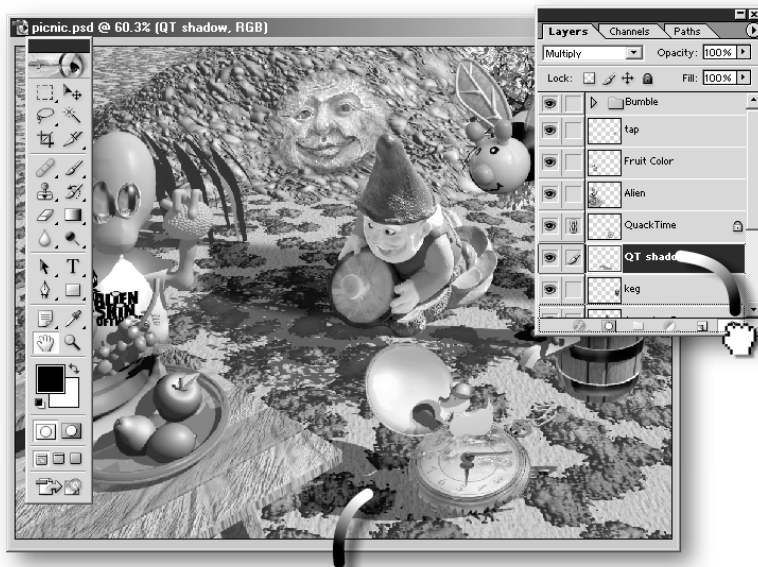 picnic.psd @ 60.3% (QT shadow, RGB)
Layers Channels Paths
Multiply Opacity: 100%
Lock: Fill: 100%
Bumble
tap
Fruit Color
Alien
QuackTime
QT shado
keg
T
ALIEN
SKIN